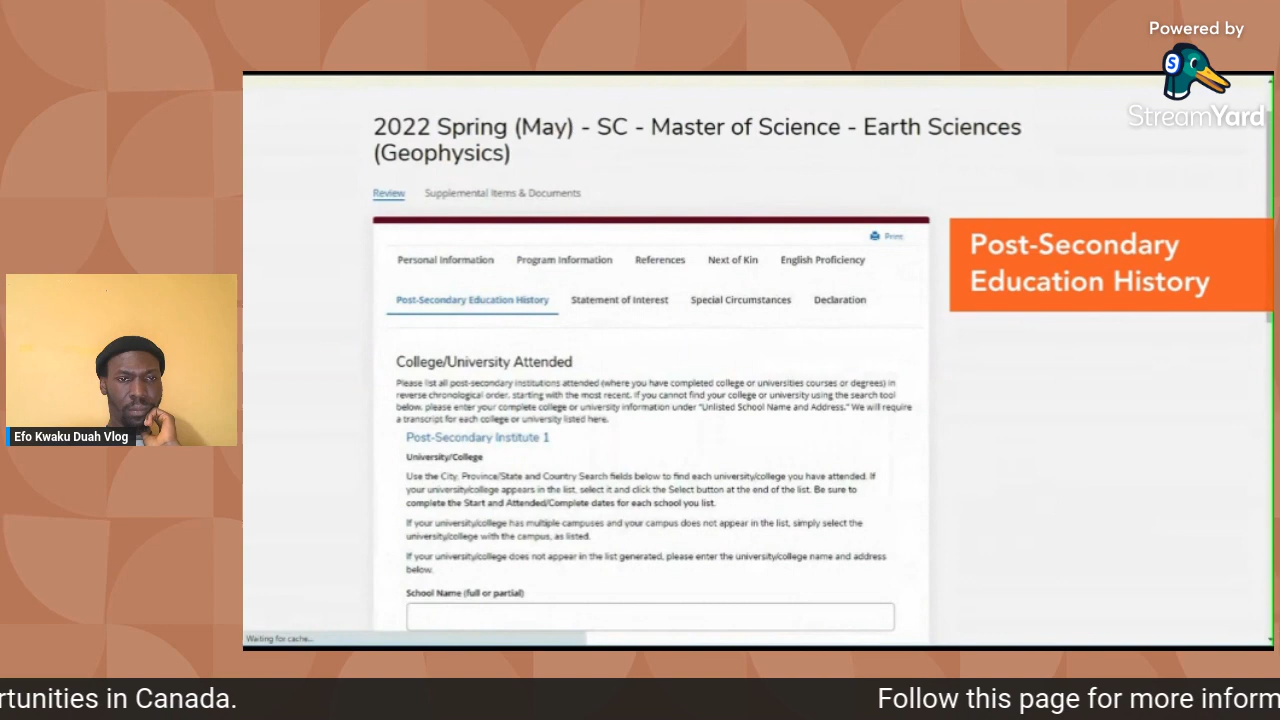 Powered by
StreamYard
2022 Spring (May) - SC - Master of Science - Earth Sciences
(Geophysics)
Review Supplemental Items & Documents
Print
Personal Information Program Information References Next of Kin English Proficiency
Post-Secondary Education History Statement of Interest Special Circumstances Declaration
Post-Secondary
Education History
College/University Attended
Please list all post-secondary institutions attended (where you have completed college or universities courses or degrees) in
reverse chronological order, starting with the most recent. If you cannot find your college or university using the search tool
below, please enter your complete college or university information under "Unlisted School Name and Address." We will require
a transcript for each college or university listed here.
Post-Secondary Institute 1
University/College
Use the City, Province/State and Country Search fields below to find each university/college you have attended. If
your university/college appears in the list, select it and click the Select button at the end of the list. Be sure to
complete the Start and Attended/Complete dates for each school you list.
If your university/college has multiple campuses and your campus does not appear in the list, simply select the
university/college with the campus, as listed.
If your university/college does not appear in the list generated, please enter the university/college name and address
below.
School Name (full or partial)
Waiting for cache...
Efo Kwaku Duah Vlog
rtunities in Canada. Follow this page for more inform